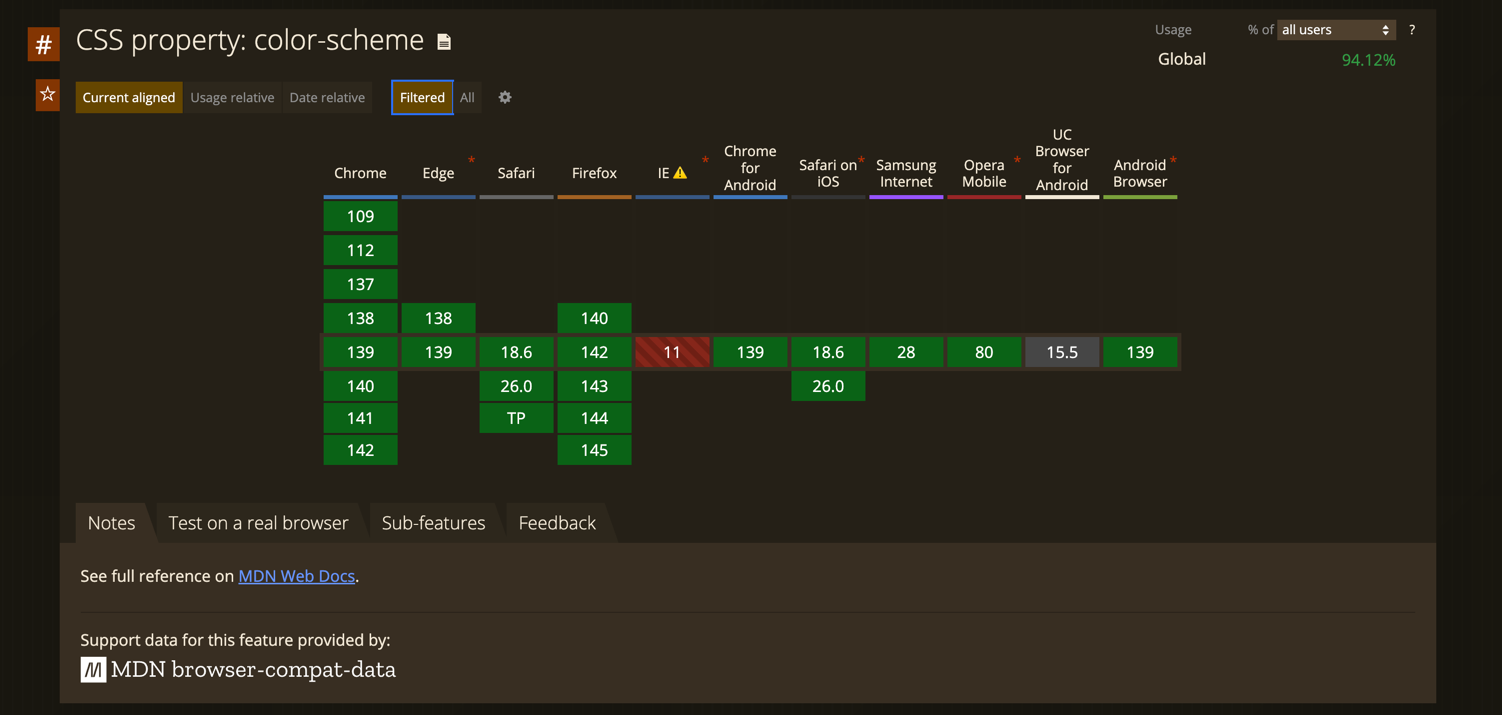 #
CSS property: color-scheme
Usage % of all users ?
Global 94.12%
Current aligned Usage relative Date relative Filtered All
Chrome Edge * Safari Firefox IE * Chrome for Android Safari on iOS * Samsung Internet Opera Mobile * UC Browser for Android Android Browser *
109
112
137
138 138 140
139 139 18.6 142 11 139 18.6 28 80 15.5 139
140 26.0 143 26.0
141 TP 144
142 145
Notes Test on a real browser Sub-features Feedback
See full reference on MDN Web Docs.
Support data for this feature provided by:
M MDN browser-compat-data